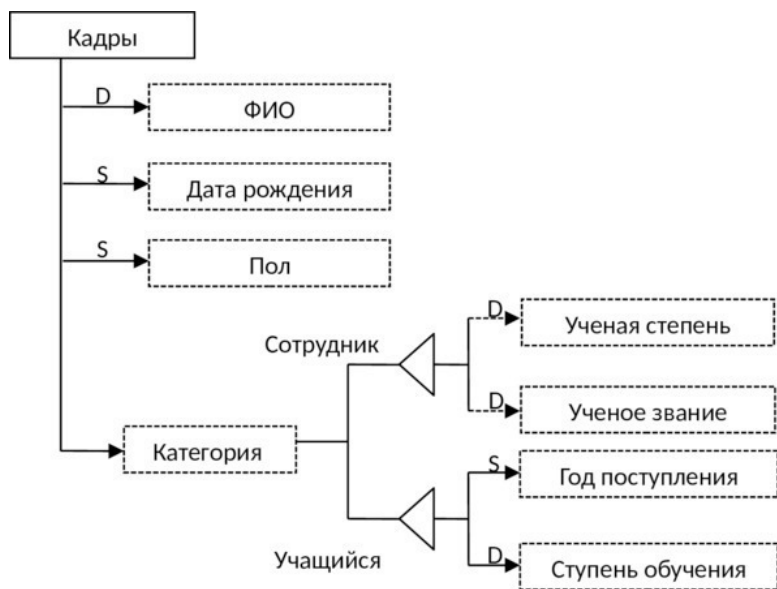 Кадры
D
ФИО
S
Дата рождения
S
Пол
Сотрудник
D
Ученая степень
D
Ученое звание
Категория
S
Год поступления
Учащийся
D
Ступень обучения